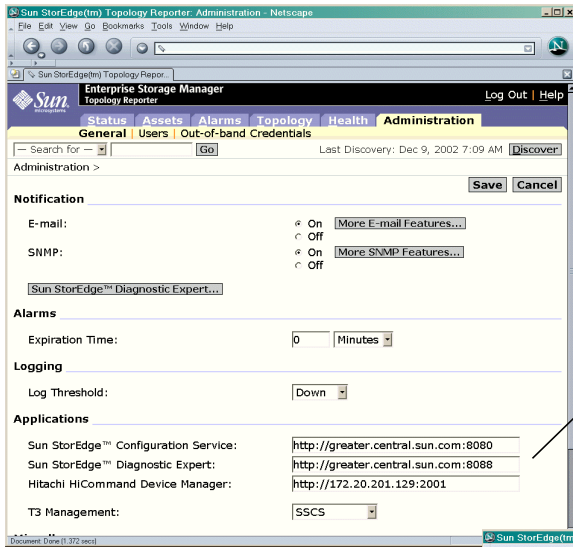 Sun StorEdge(tm) Topology Reporter: Administration - Netscape
File Edit View Go Bookmarks Tools Window Help
Sun StorEdge(tm) Topology Repor...
Sun microsystems
Enterprise Storage Manager
Topology Reporter
Log Out | Help
Status Assets Alarms Topology Health Administration
General | Users | Out-of-band Credentials
— Search for — Go Last Discovery: Dec 9, 2002 7:09 AM Discover
Administration >
Save Cancel
Notification
E-mail: On More E-mail Features...
Off
SNMP: On More SNMP Features...
Off
Sun StorEdge™ Diagnostic Expert...
Alarms
Expiration Time: 0 Minutes
Logging
Log Threshold: Down
Applications
Sun StorEdge™ Configuration Service: http://greater.central.sun.com:8080
Sun StorEdge™ Diagnostic Expert: http://greater.central.sun.com:8088
Hitachi HiCommand Device Manager: http://172.20.201.129:2001
T3 Management: SSCS
Document: Done (1.372 secs)
Sun StorEdge(tm